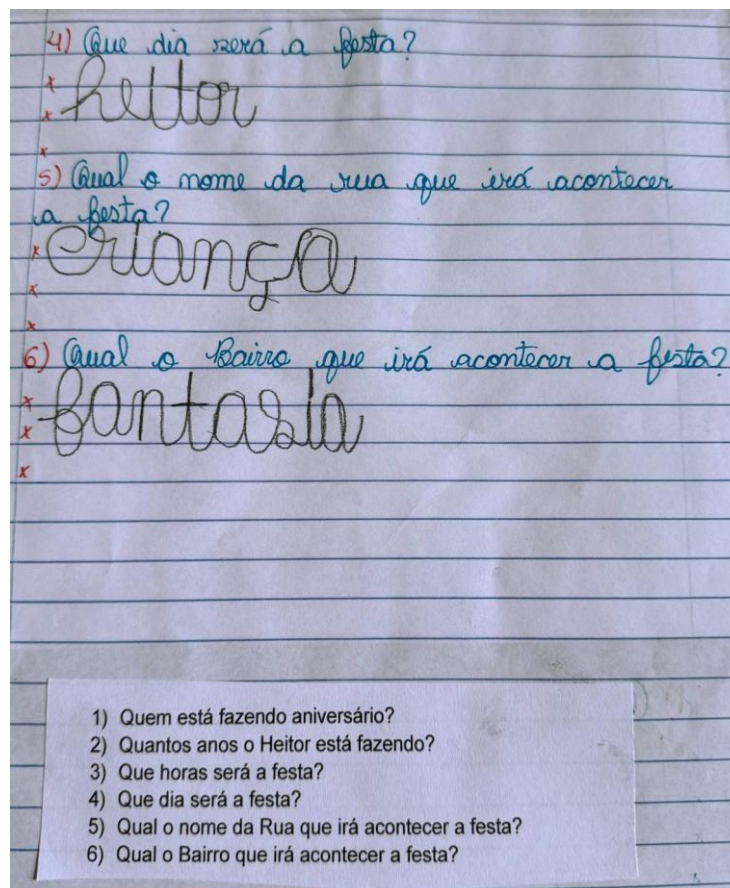 4) Que dia será a festa?
heitor
5) Qual o nome da rua que irá acontecer
a festa?
criança
6) Qual o Bairro que irá acontecer a festa?
fantasia
1) Quem está fazendo aniversário?
2) Quantos anos o Heitor está fazendo?
3) Que horas será a festa?
4) Que dia será a festa?
5) Qual o nome da Rua que irá acontecer a festa?
6) Qual o Bairro que irá acontecer a festa?